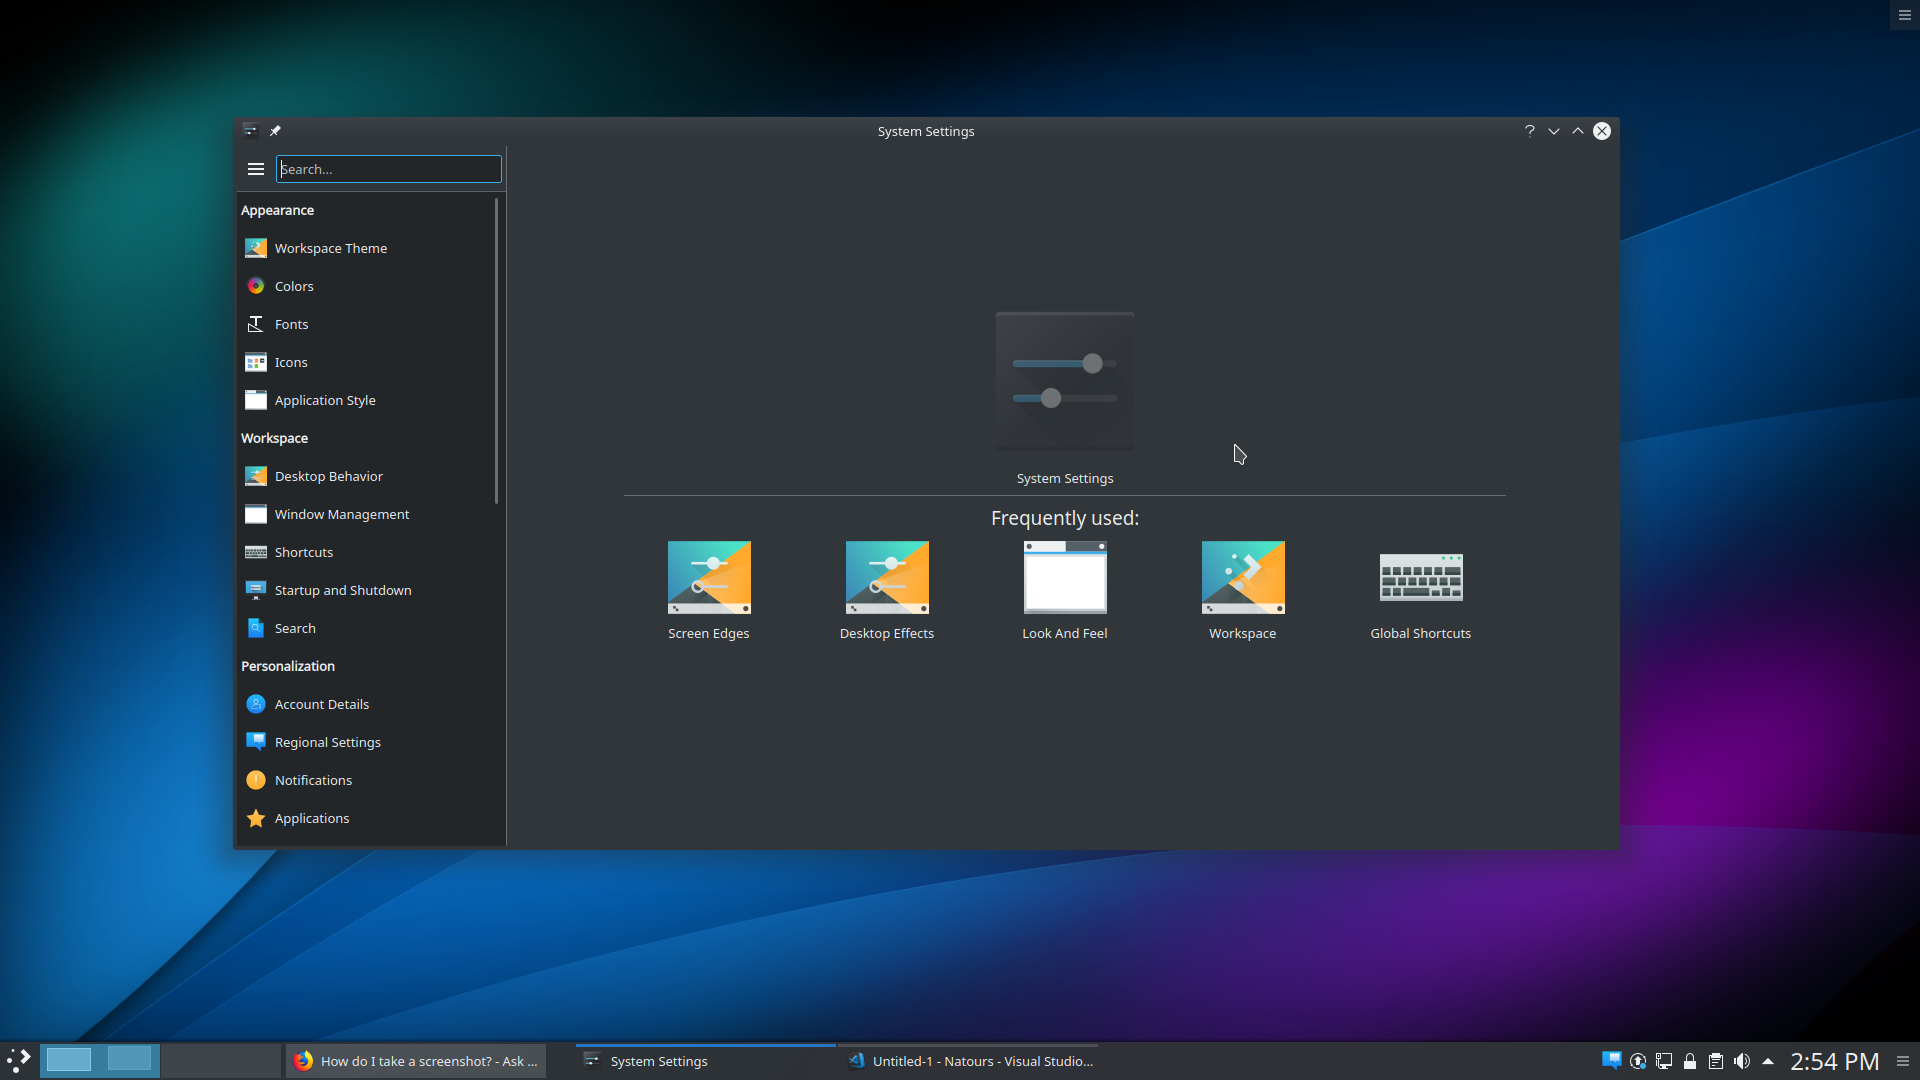 System Settings
Search...
Appearance
Workspace Theme
Colors
Fonts
Icons
Application Style
Workspace
Desktop Behavior
Window Management
Shortcuts
Startup and Shutdown
Search
Personalization
Account Details
Regional Settings
Notifications
Applications
System Settings
Frequently used:
Screen Edges
Desktop Effects
Look And Feel
Workspace
Global Shortcuts
How do I take a screenshot? - Ask ...
System Settings
Untitled-1 - Natours - Visual Studio...
2:54 PM